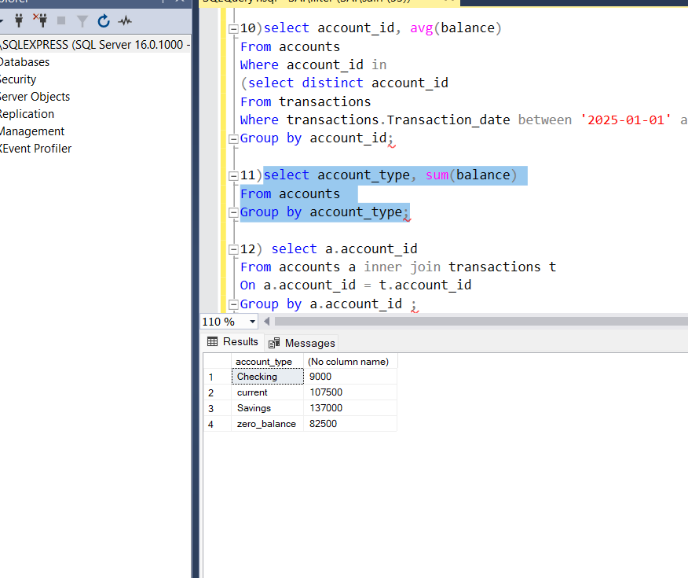 \SQLEXPRESS (SQL Server 16.0.1000 -
Databases
Security
Server Objects
Replication
Management
XEvent Profiler
10)select account_id, avg(balance)
From accounts
Where account_id in
(select distinct account_id
From transactions
Where transactions.Transaction_date between '2025-01-01' a
Group by account_id;
11)select account_type, sum(balance)
From accounts
Group by account_type;
12) select a.account_id
From accounts a inner join transactions t
On a.account_id = t.account_id
Group by a.account_id ;
110 %
Results Messages
account_type (No column name)
1 Checking 9000
2 current 107500
3 Savings 137000
4 zero_balance 82500